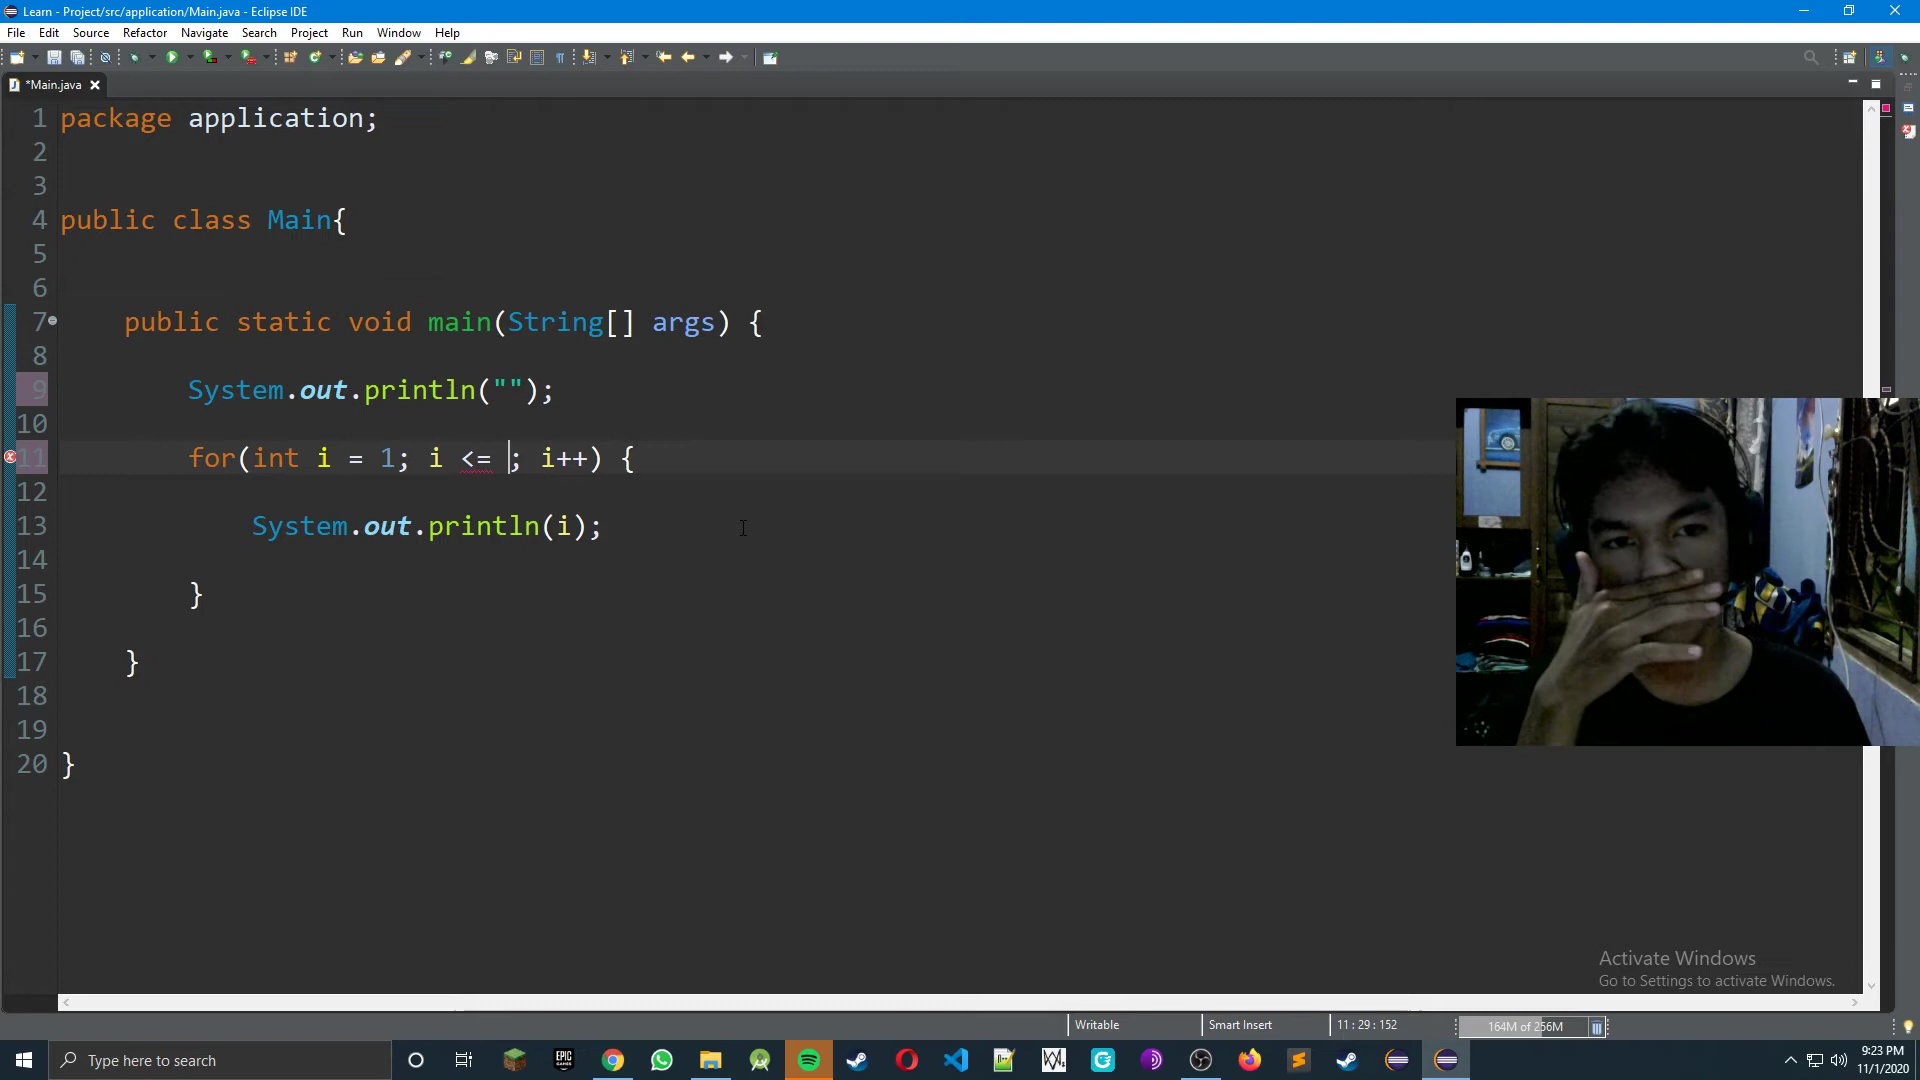 Learn - Project/src/application/Main.java - Eclipse IDE
File Edit Source Refactor Navigate Search Project Run Window Help
*Main.java
1 package application;
2
3
4 public class Main{
5
6
7 public static void main(String[] args) {
8
9 System.out.println("");
10
11 for(int i = 1; i <= ; i++) {
12
13 System.out.println(i);
14
15 }
16
17 }
18
19
20 }
Activate Windows
Go to Settings to activate Windows.
Writable Smart Insert 11 : 29 : 152 164M of 256M
Type here to search
EPIC GAMES
9:23 PM
11/1/2020